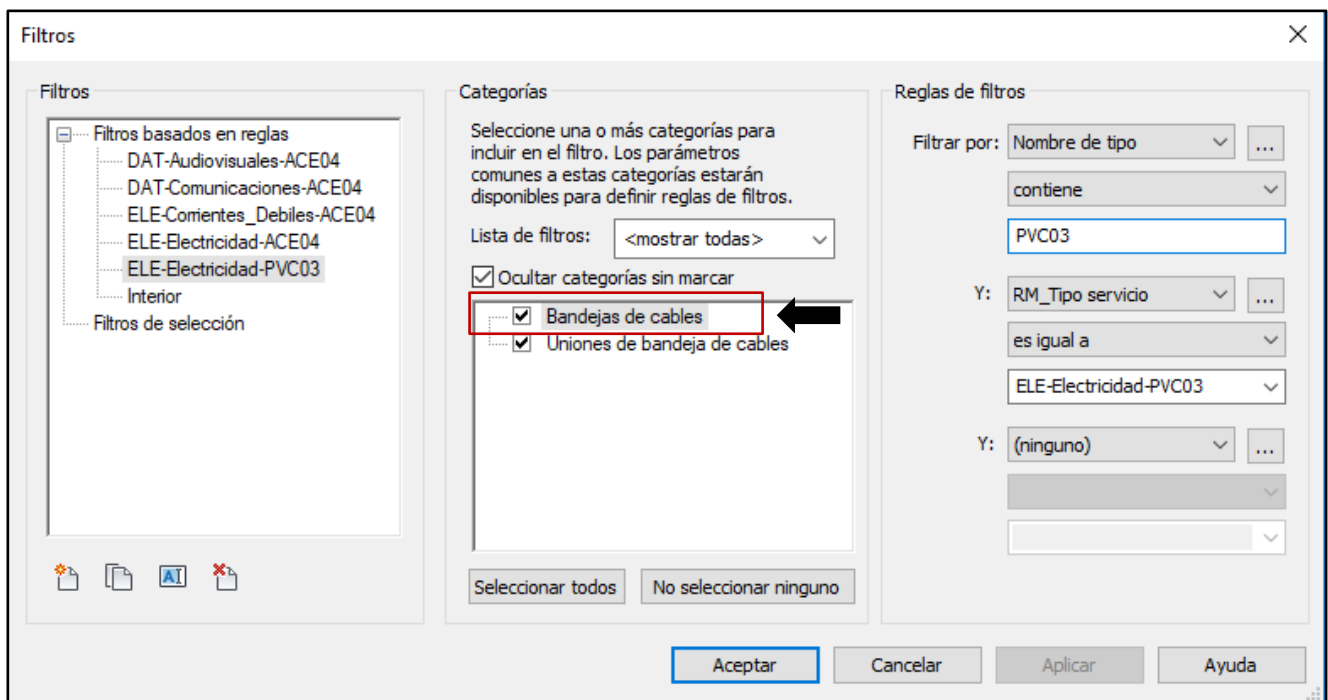 Filtros
Filtros
Filtros basados en reglas
DAT-Audiovisuales-ACE04
DAT-Comunicaciones-ACE04
ELE-Corrientes_Debiles-ACE04
ELE-Electricidad-ACE04
ELE-Electricidad-PVC03
Interior
Filtros de selección
Categorías
Seleccione una o más categorías para
incluir en el filtro. Los parámetros
comunes a estas categorías estarán
disponibles para definir reglas de filtros.
Lista de filtros: <mostrar todas>
Ocultar categorías sin marcar
Bandejas de cables
Uniones de bandeja de cables
Seleccionar todos No seleccionar ninguno
Reglas de filtros
Filtrar por: Nombre de tipo ...
contiene
PVC03
Y: RM_Tipo servicio ...
es igual a
ELE-Electricidad-PVC03
Y: (ninguno) ...
Aceptar Cancelar Aplicar Ayuda